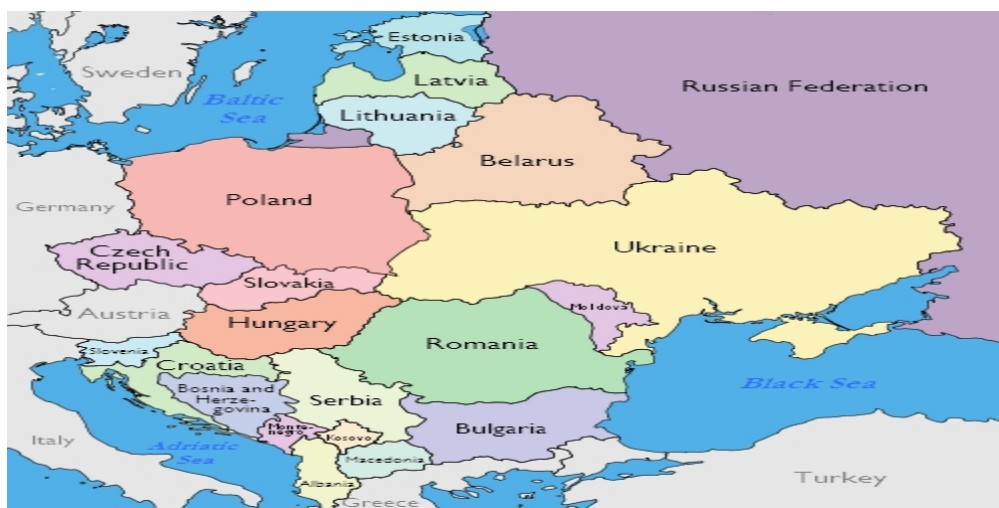 Estonia
Sweden
Latvia
Russian Federation
Baltic
Sea
Lithuania
Belarus
Poland
Germany
Ukraine
Czech
Republic
Slovakia
Moldova
Austria
Hungary
Romania
Slovenia
Croatia
Black Sea
Bosnia and
Herze-
govina
Serbia
Monte-
negro
Kosovo
Bulgaria
Italy
Adriatic
Sea
Macedonia
Turkey
Albania
Greece